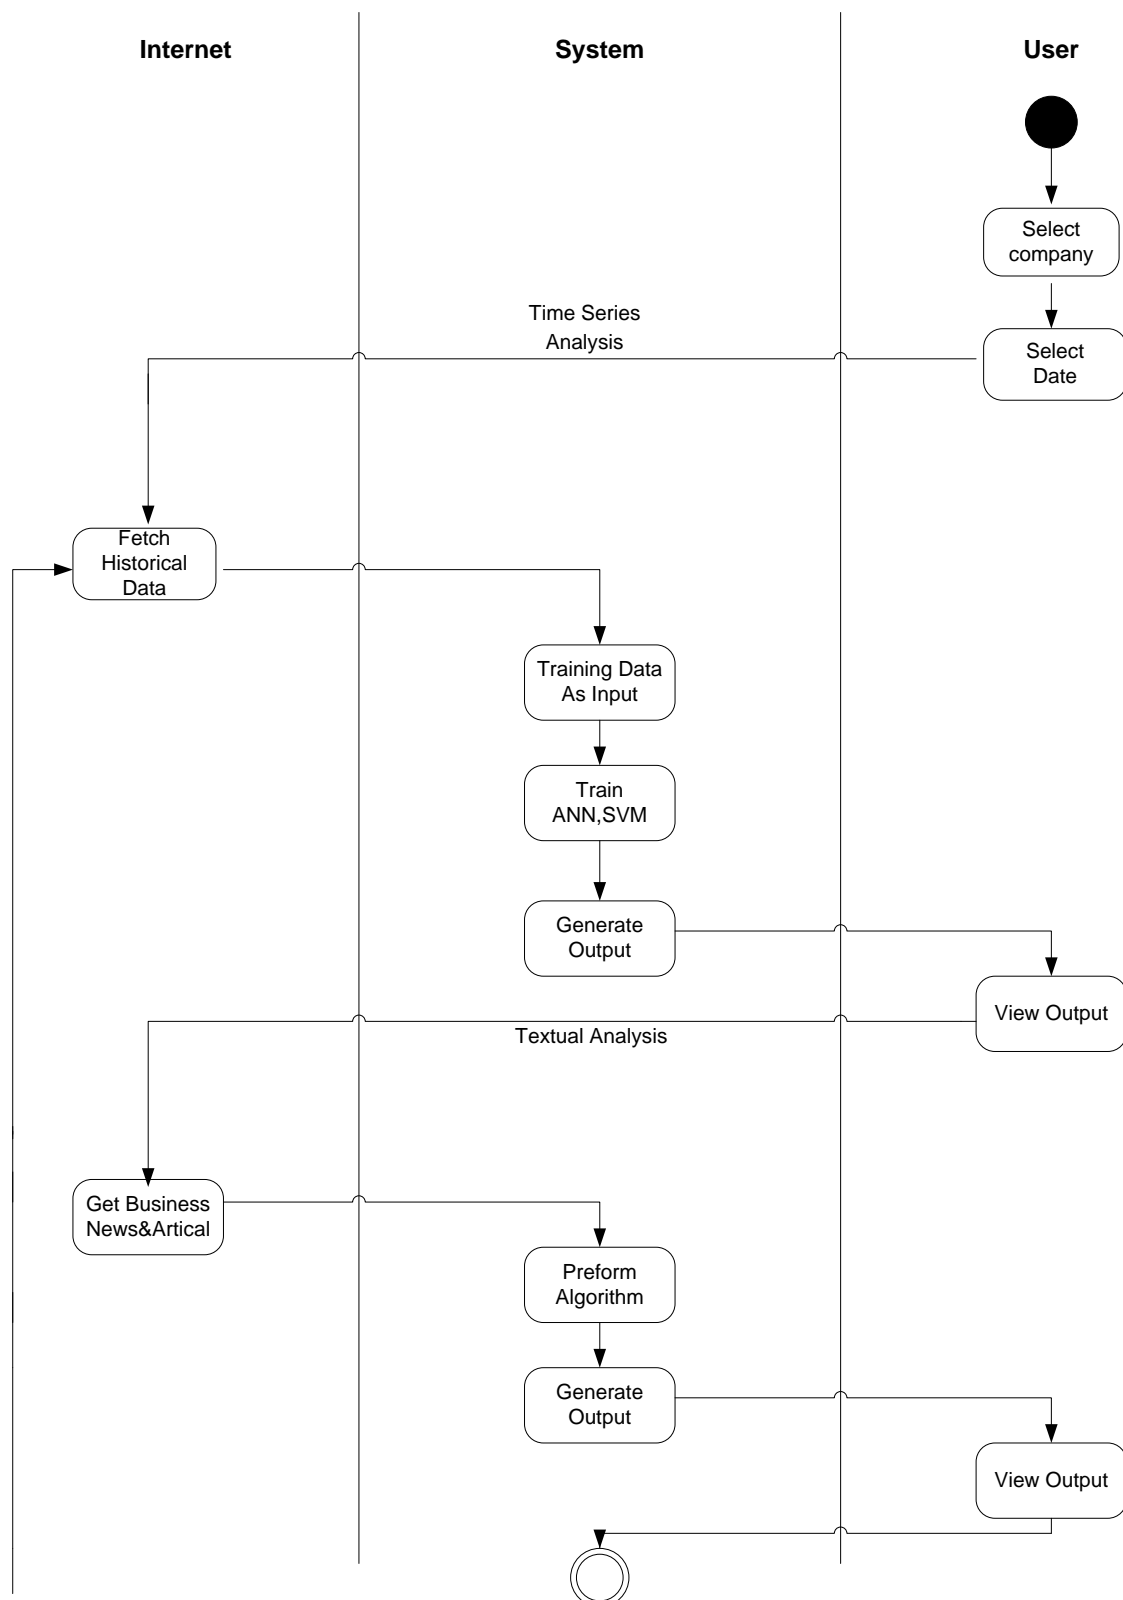 Internet
System
User
Select
company
Time Series
Analysis
Select
Date
Fetch
Historical
Data
Training Data
As Input
Train
ANN,SVM
Generate
Output
View Output
Textual Analysis
Get Business
News&Artical
Preform
Algorithm
Generate
Output
View Output